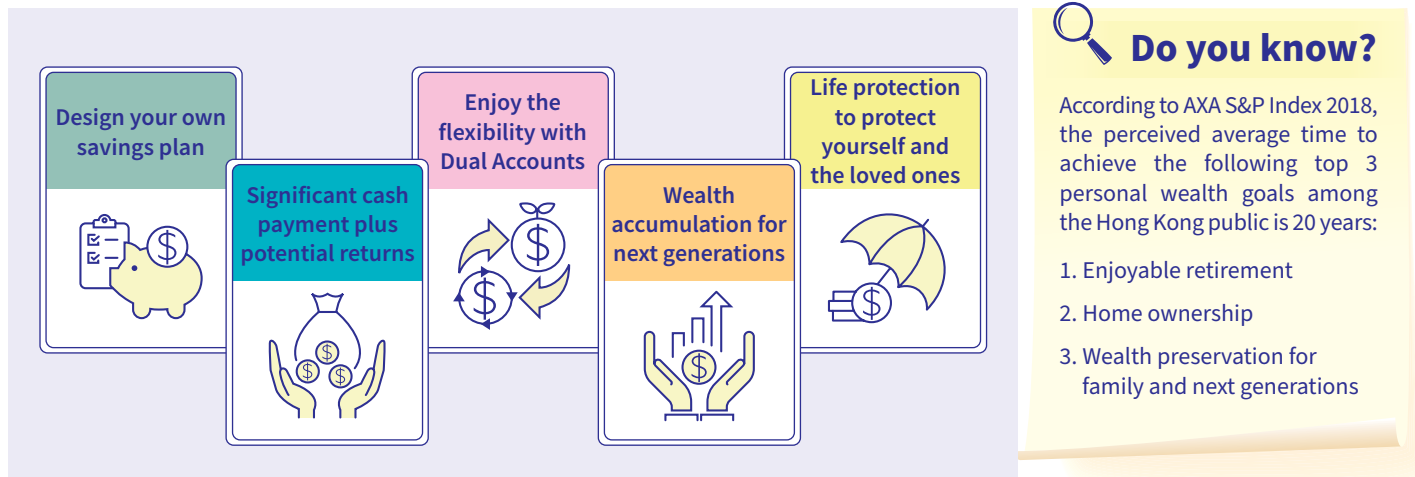 Design your own
savings plan
Significant cash
payment plus
potential returns
Enjoy the
flexibility with
Dual Accounts
Wealth
accumulation for
next generations
Life protection
to protect
yourself and
the loved ones
$
$
$
$
$
$
$
$
Do you know?
According to AXA S&P Index 2018,
the perceived average time to
achieve the following top 3
personal wealth goals among
the Hong Kong public is 20 years:
1. Enjoyable retirement
2. Home ownership
3. Wealth preservation for
family and next generations